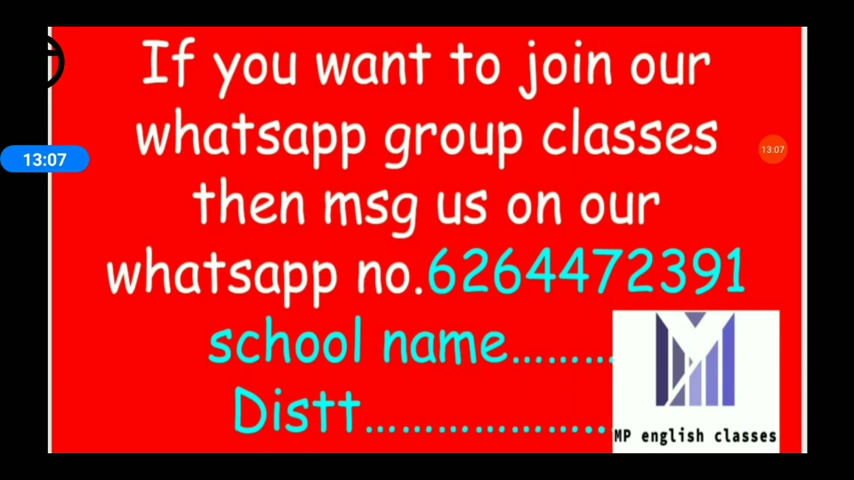 If you want to join our
whatsapp group classes
then msg us on our
whatsapp no.6264472391
school name.........
Distt.....................
MP english classes
13:07
13:07